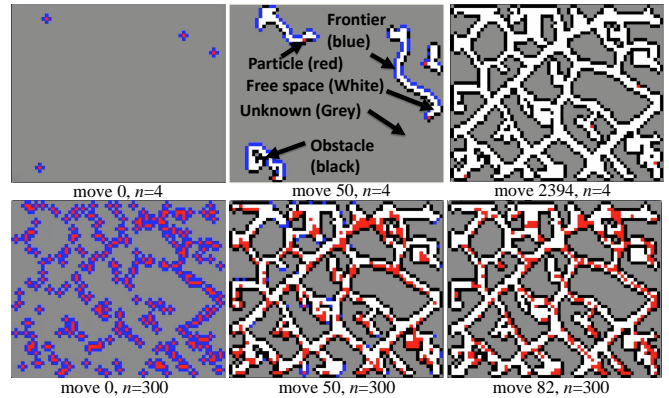 Frontier
(blue)
Particle (red)
Free space (White)
Unknown (Grey)
Obstacle
(black)
move 0, n=4
move 50, n=4
move 2394, n=4
move 0, n=300
move 50, n=300
move 82, n=300